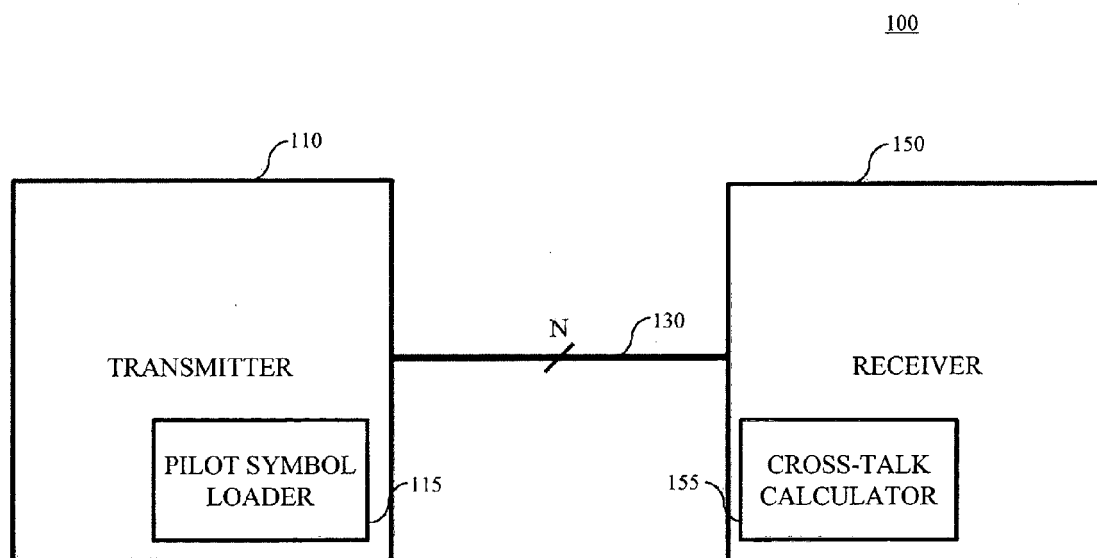 100
110
150
N
130
TRANSMITTER
RECEIVER
PILOT SYMBOL
LOADER
115
155
CROSS-TALK
CALCULATOR